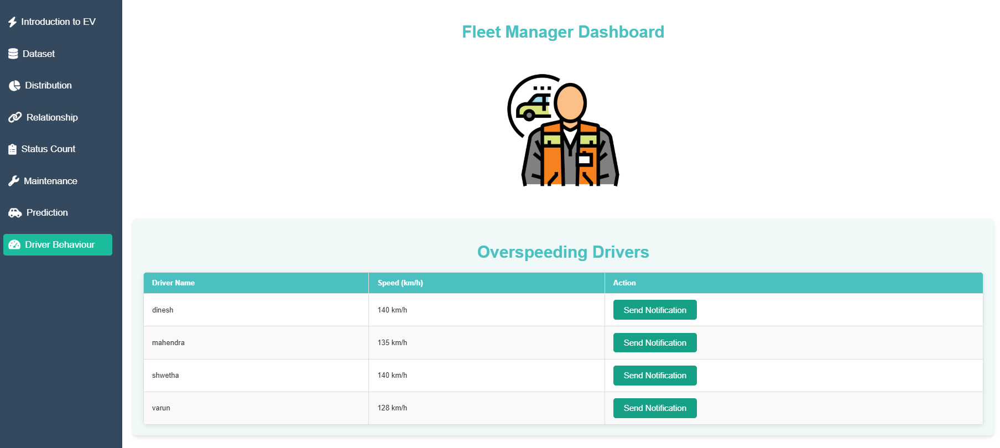 Introduction to EV
Dataset
Distribution
Relationship
Status Count
Maintenance
Prediction
Driver Behaviour
Fleet Manager Dashboard
Overspeeding Drivers
Driver Name Speed (km/h) Action
dinesh 140 km/h Send Notification
mahendra 135 km/h Send Notification
shwetha 140 km/h Send Notification
varun 128 km/h Send Notification